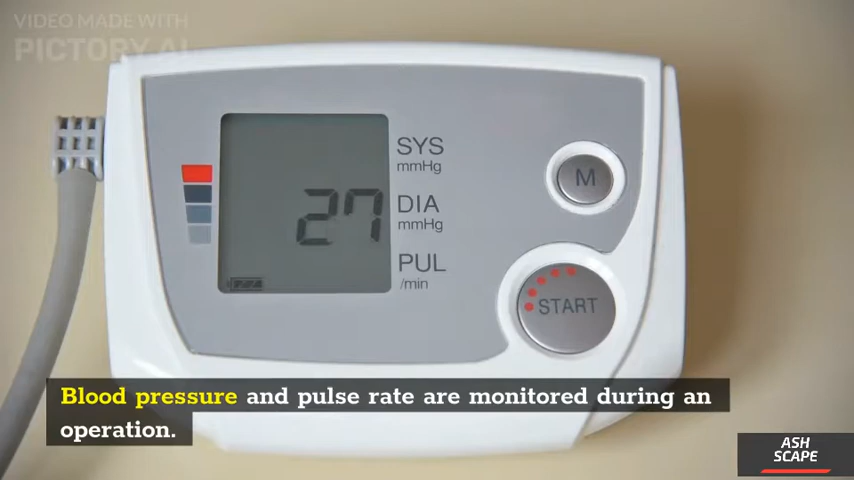 VIDEO MADE WITH
PICTORY.AI
SYS
mmHg
M
27
DIA
mmHg
PUL
/min
START
Blood pressure and pulse rate are monitored during an
operation.
ASH
SCAPE